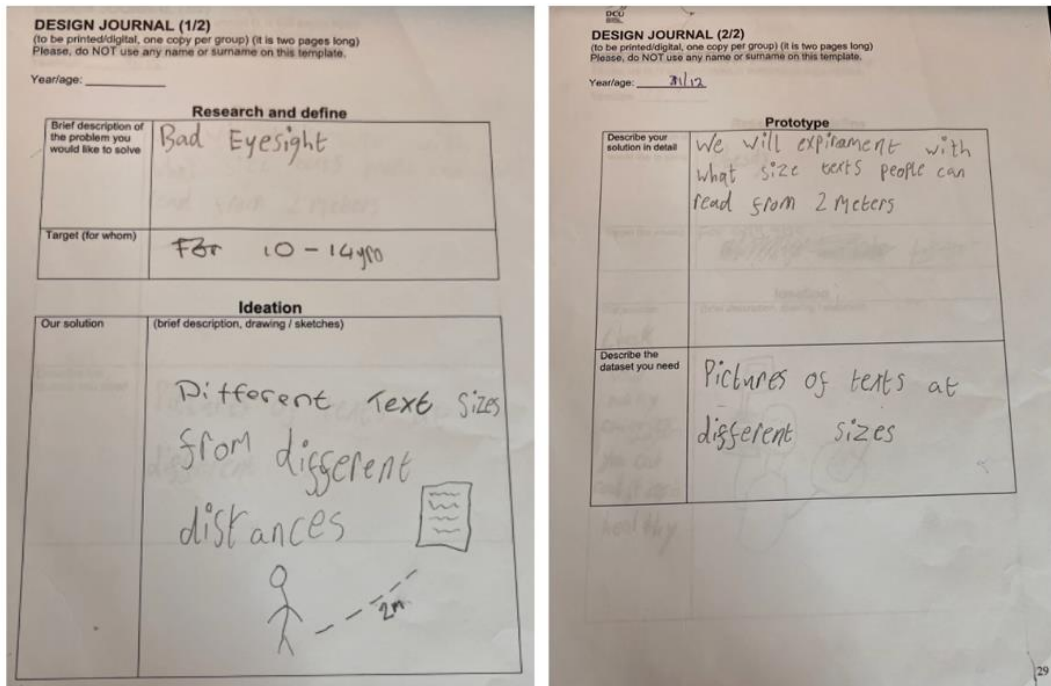 DESIGN JOURNAL (1/2)
(to be printed/digital, one copy per group) (it is two pages long)
Please, do NOT use any name or surname on this template.
Year/age:
Research and define
Brief description of
the problem you
would like to solve
Bad Eyesight
Target (for whom)
For 10-14yro
Ideation
Our solution
(brief description, drawing / sketches)
Different Text sizes
from different
distances
2m
DCU
DESIGN JOURNAL (2/2)
(to be printed/digital, one copy per group) (it is two pages long)
Please, do NOT use any name or surname on this template.
Year/age: /12
Prototype
Describe your
solution in detail
We will expirament with
what size texts people can
read from 2 meters
Describe the
dataset you need
Pictures of texts at
different sizes
29